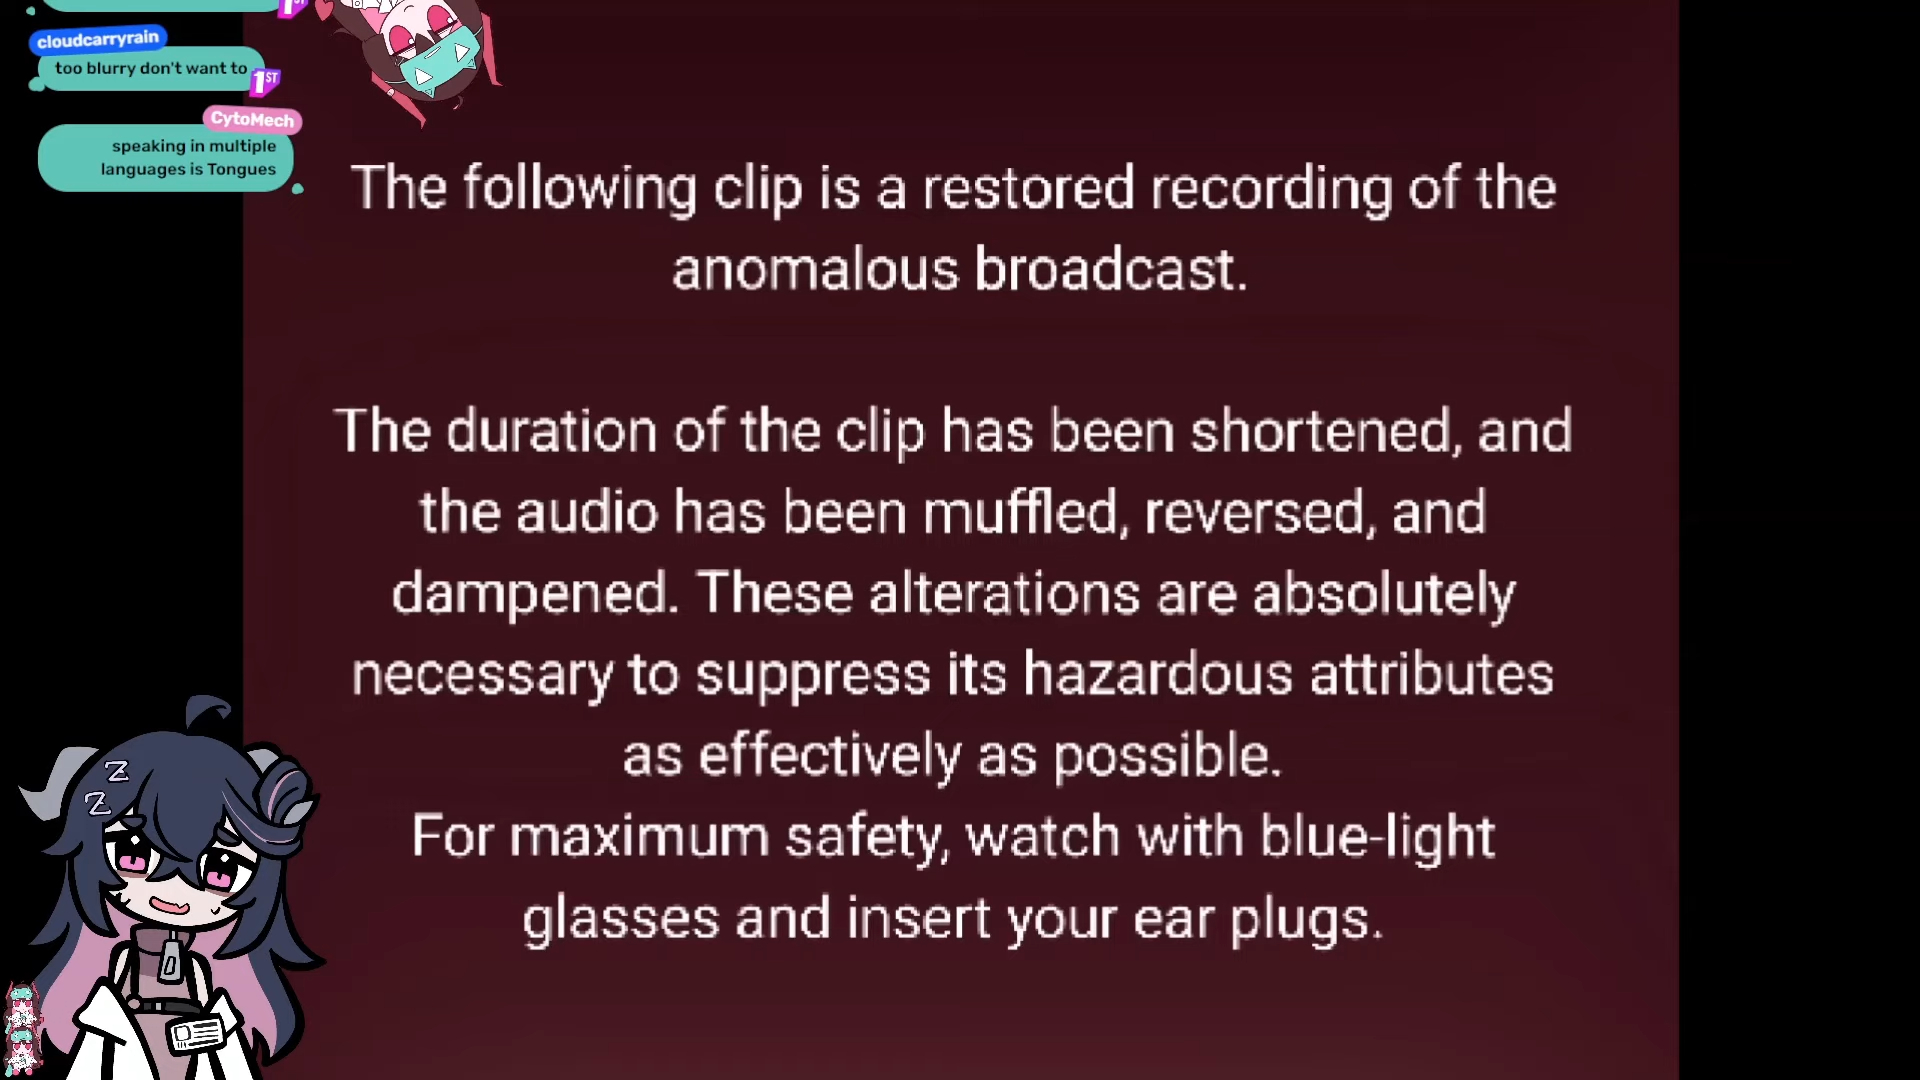 cloudcarryrain
too blurry don't want to
1ST
CytoMech
speaking in multiple
languages is Tongues
The following clip is a restored recording of the
anomalous broadcast.
The duration of the clip has been shortened, and
the audio has been muffled, reversed, and
dampened. These alterations are absolutely
necessary to suppress its hazardous attributes
as effectively as possible.
For maximum safety, watch with blue-light
glasses and insert your ear plugs.
Z
Z